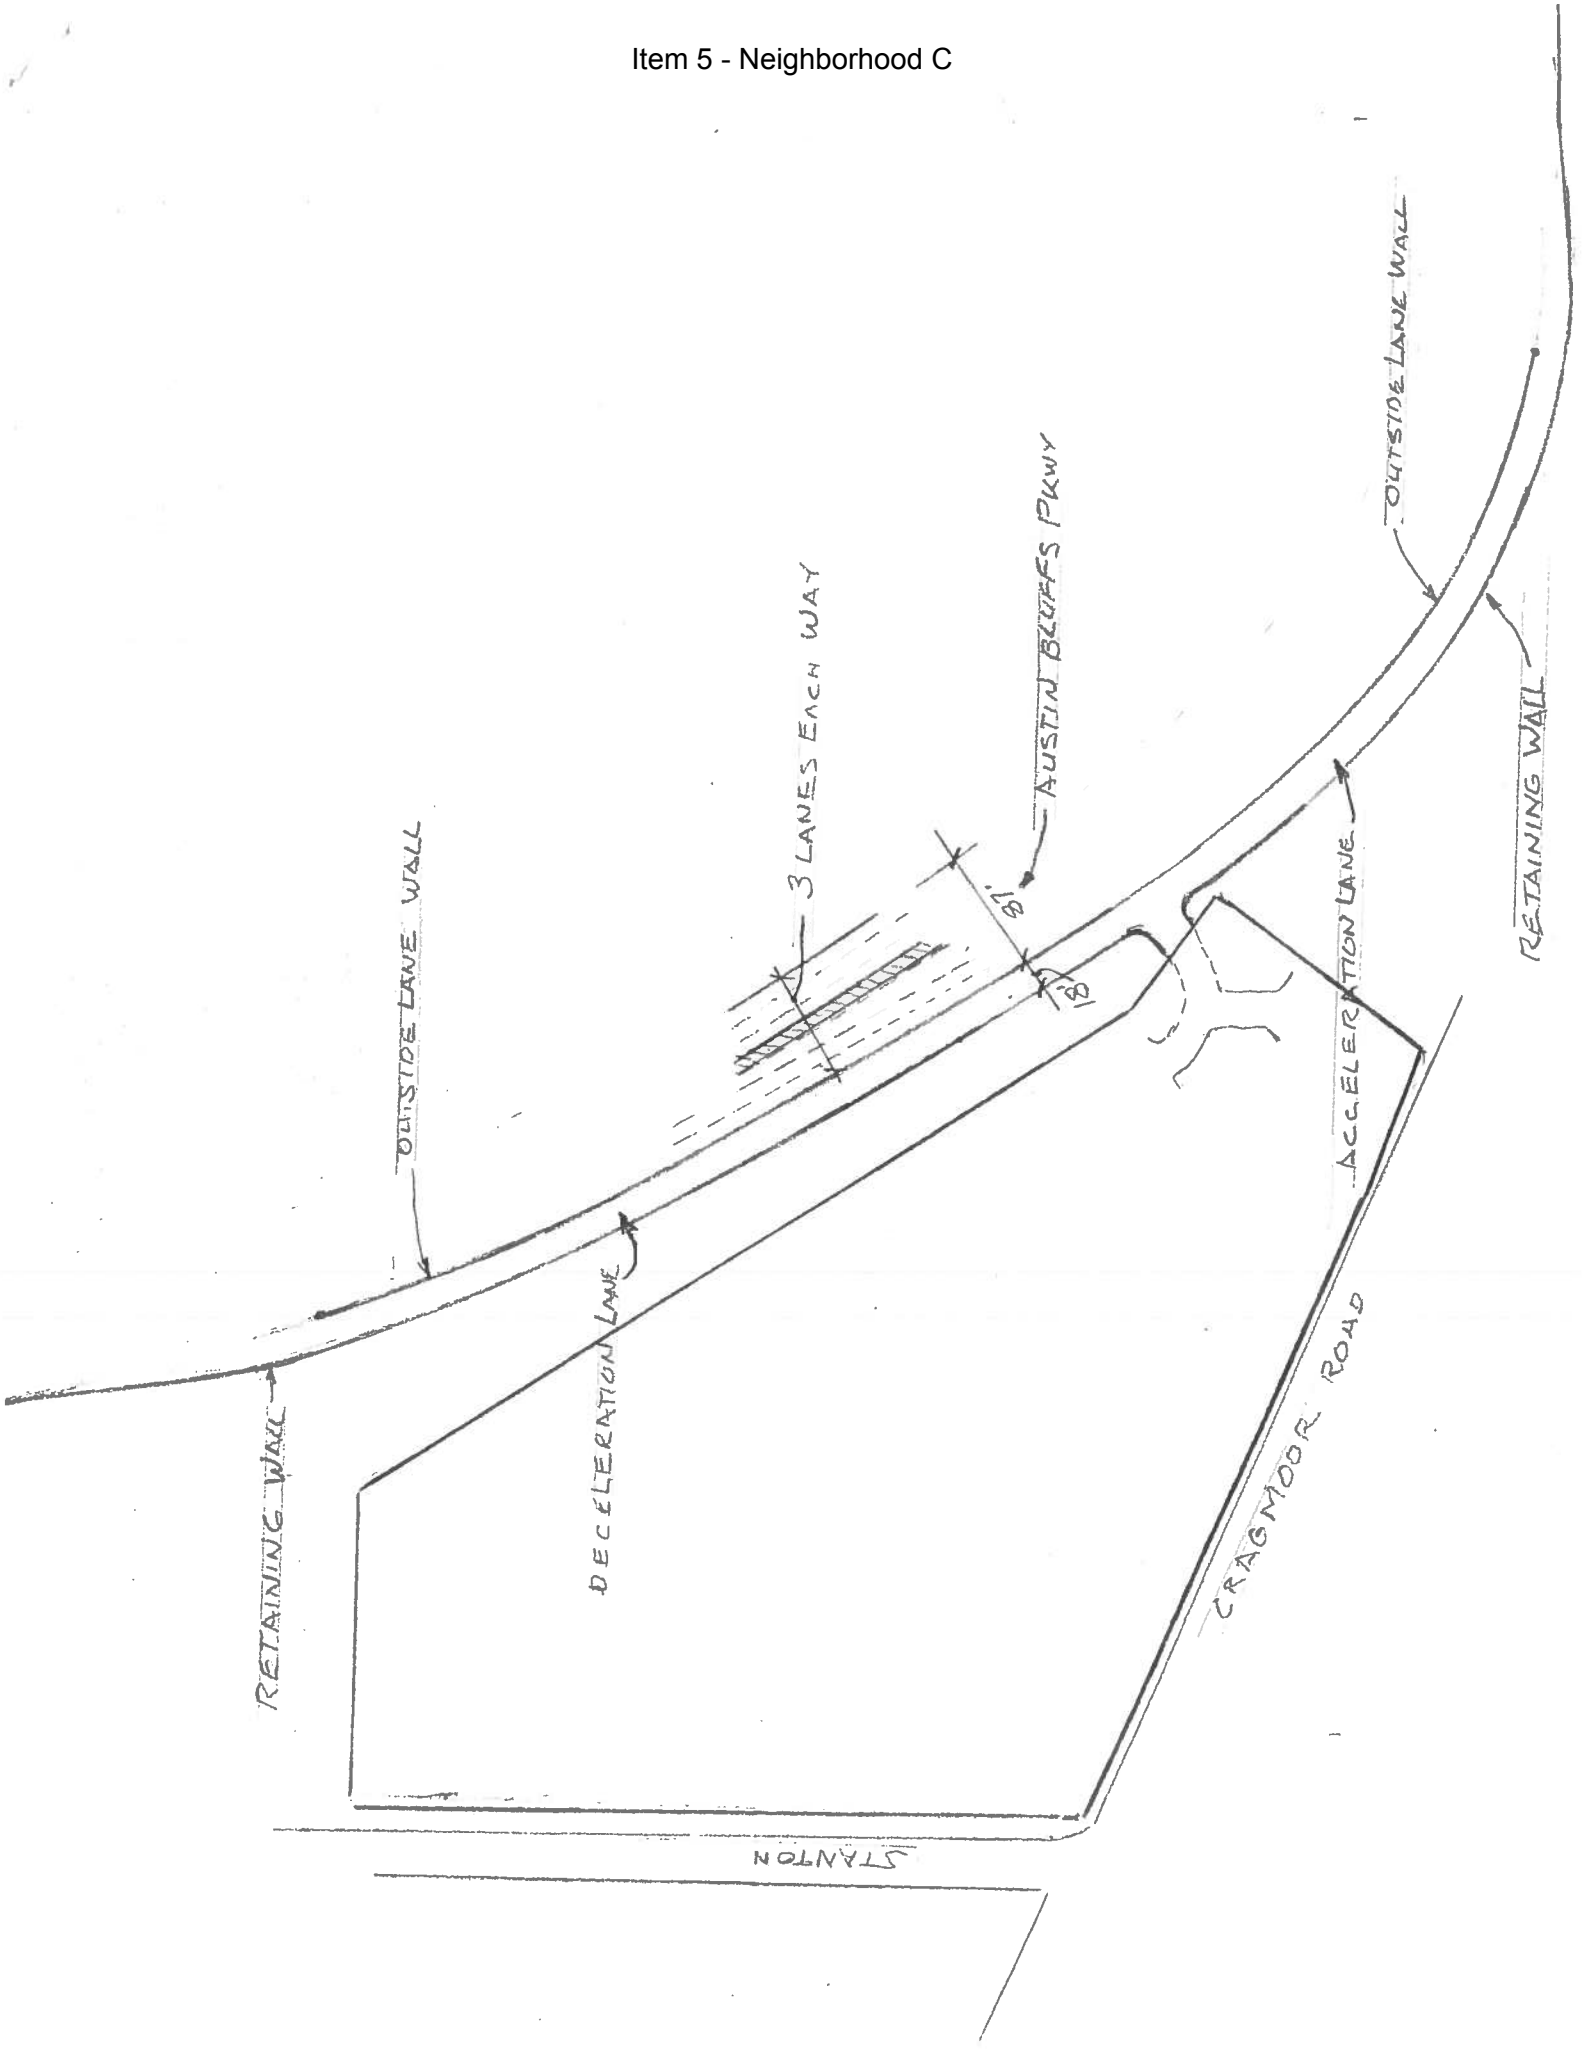 Item 5 - Neighborhood C
OUTSIDE LANE WALL
AUSTIN BLUFFS PKWY
3 LANES EACH WAY
OUTSIDE LANE WALL
87'
18'
RETAINING WALL
ACCELERATION LANE
DECELERATION LANE
RETAINING WALL
CRAGMOOR ROAD
STANTON